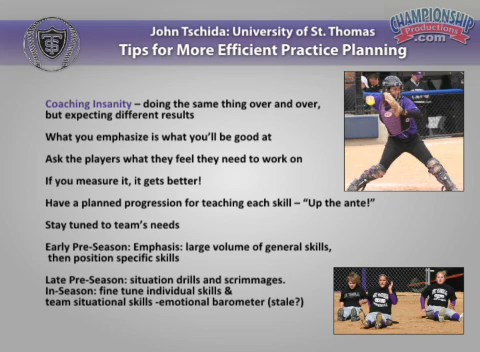 John Tschida: University of St. Thomas
Tips for More Efficient Practice Planning
CHAMPIONSHIP
Productions
.com
Coaching Insanity – doing the same thing over and over,
but expecting different results
What you emphasize is what you'll be good at
Ask the players what they feel they need to work on
If you measure it, it gets better!
Have a planned progression for teaching each skill – “Up the ante!”
Stay tuned to team's needs
Early Pre-Season: Emphasis: large volume of general skills,
then position specific skills
Late Pre-Season: situation drills and scrimmages.
In-Season: fine tune individual skills &
team situational skills -emotional barometer (stale?)